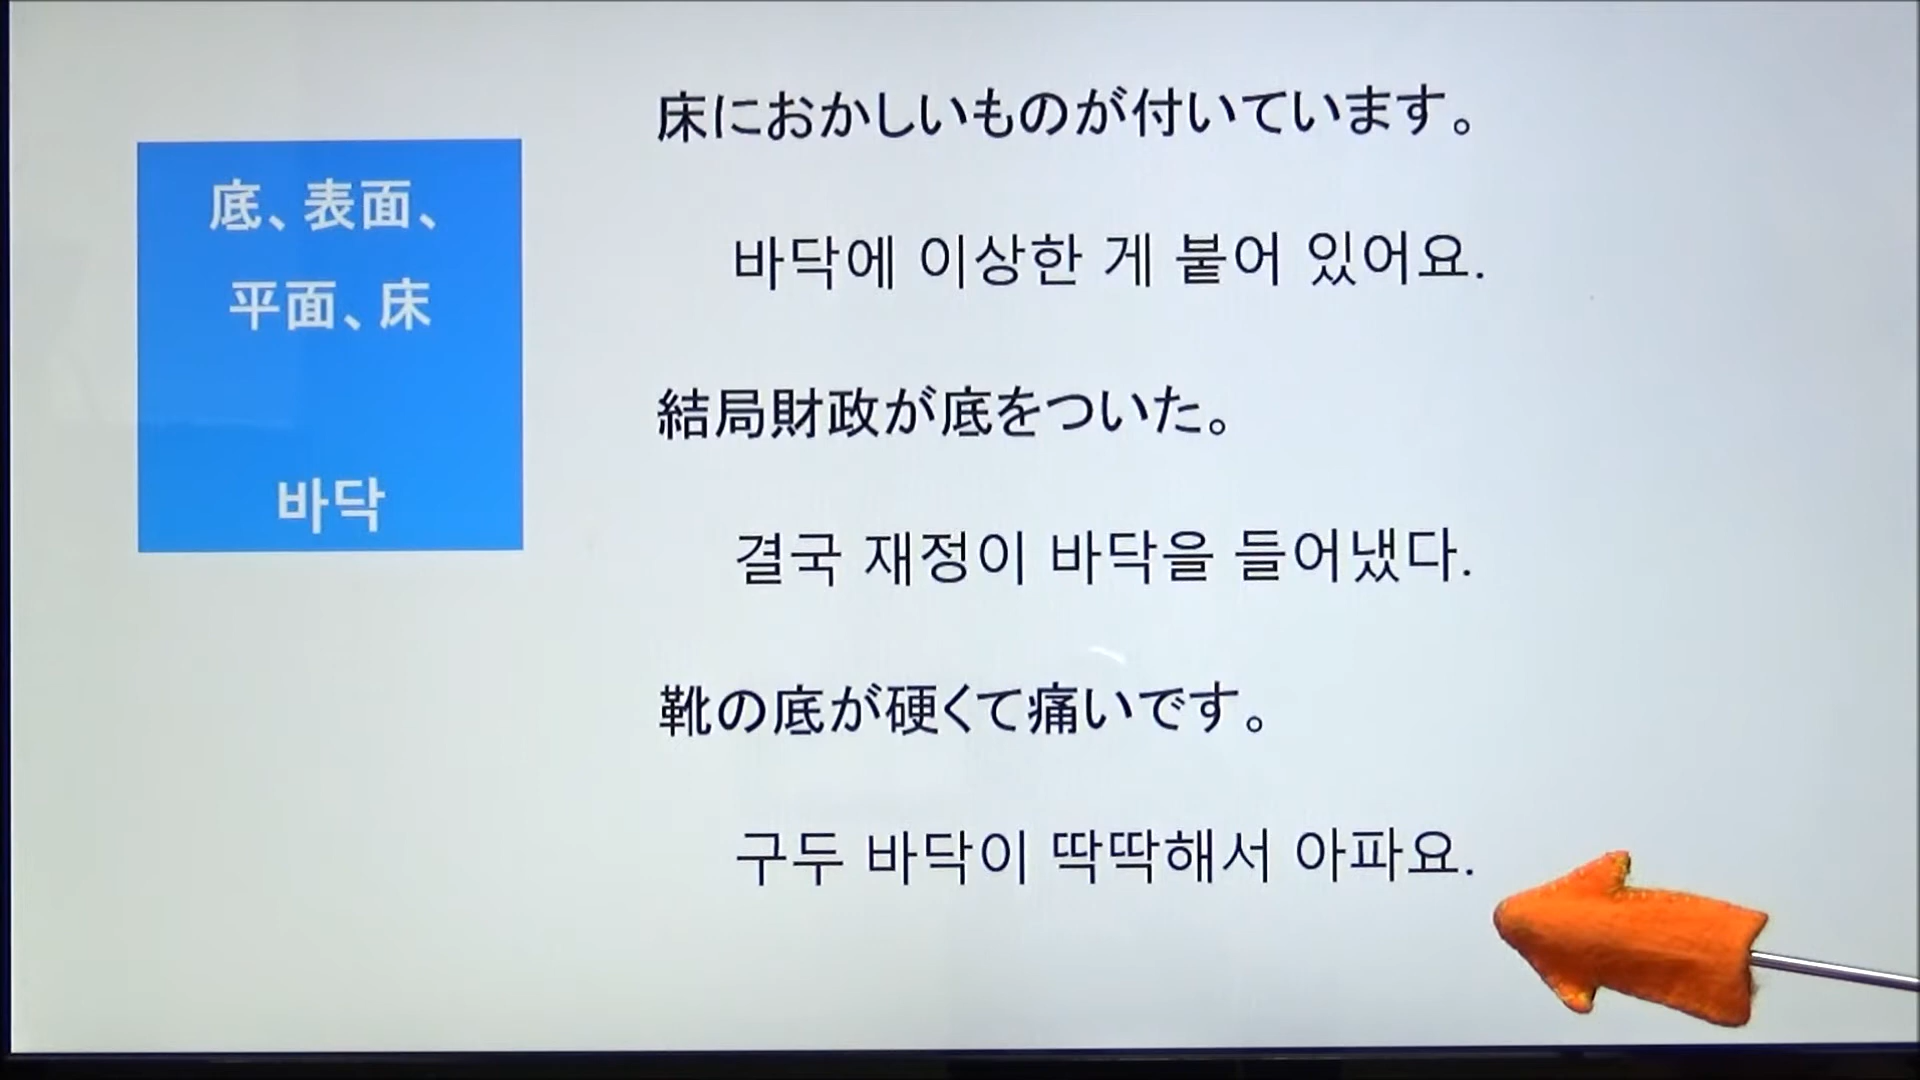 底、表面、
平面、床
바닥
床におかしいものが付いています。
바닥에 이상한 게 붙어 있어요.
結局財政が底をついた。
결국 재정이 바닥을 들어냈다.
靴の底が硬くて痛いです。
구두 바닥이 딱딱해서 아파요.